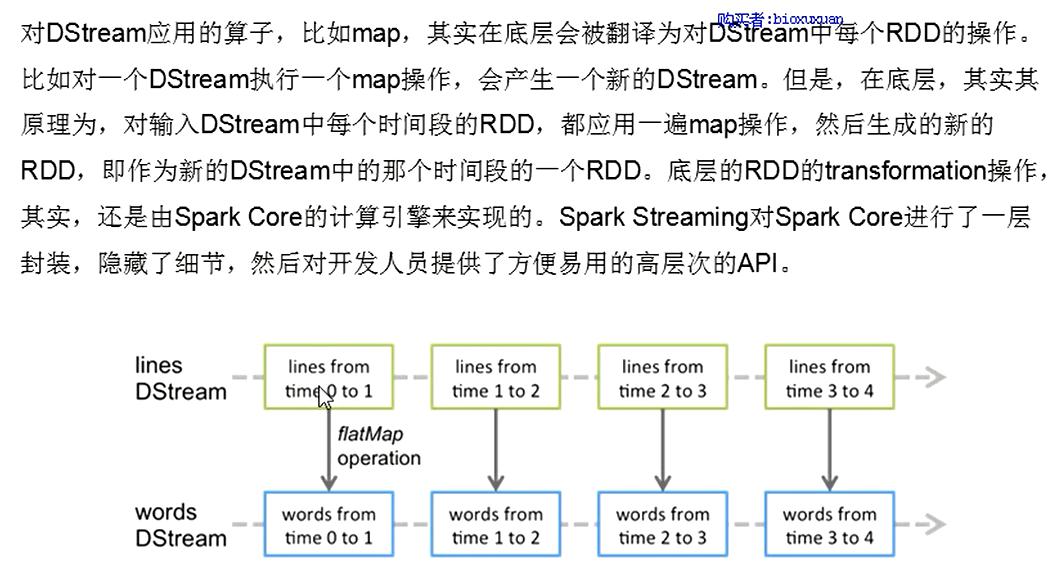 购买者:bioxuxuan
对DStream应用的算子，比如map，其实在底层会被翻译为对DStream中每个RDD的操作。
比如对一个DStream执行一个map操作，会产生一个新的DStream。但是，在底层，其实其
原理为，对输入DStream中每个时间段的RDD，都应用一遍map操作，然后生成的新的
RDD，即作为新的DStream中的那个时间段的一个RDD。底层的RDD的transformation操作，
其实，还是由Spark Core的计算引擎来实现的。Spark Streaming对Spark Core进行了一层
封装，隐藏了细节，然后对开发人员提供了方便易用的高层次的API。
lines
DStream
lines from
time 0 to 1
lines from
time 1 to 2
lines from
time 2 to 3
lines from
time 3 to 4
flatMap
operation
words
DStream
words from
time 0 to 1
words from
time 1 to 2
words from
time 2 to 3
words from
time 3 to 4